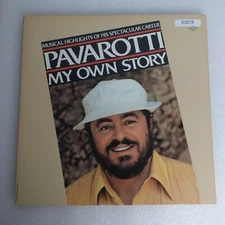 MUSICAL HIGHLIGHTS OF HIS SPECTACULAR CAREER
PAVAROTTI
MY OWN STORY